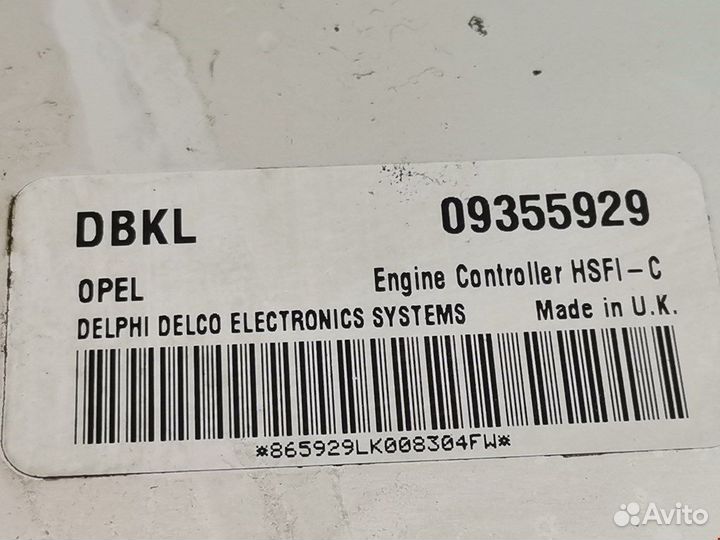 DBKL 09355929
OPEL Engine Controller HSFI-C
DELPHI DELCO ELECTRONICS SYSTEMS Made in U.K.
*865929LK008304FW*
Avito